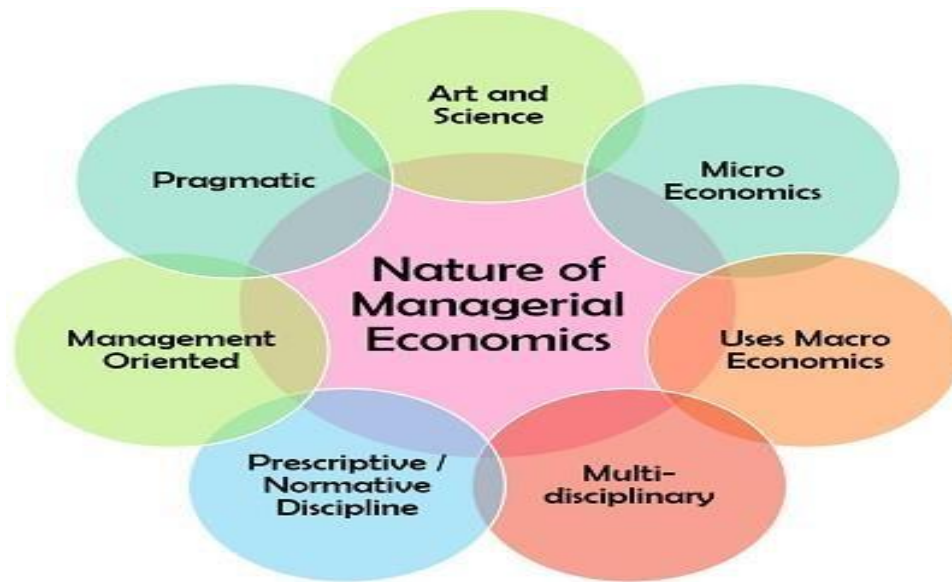 Art and
Science
Micro
Economics
Uses Macro
Economics
Multi-
disciplinary
Prescriptive /
Normative
Discipline
Management
Oriented
Pragmatic
Nature of
Managerial
Economics